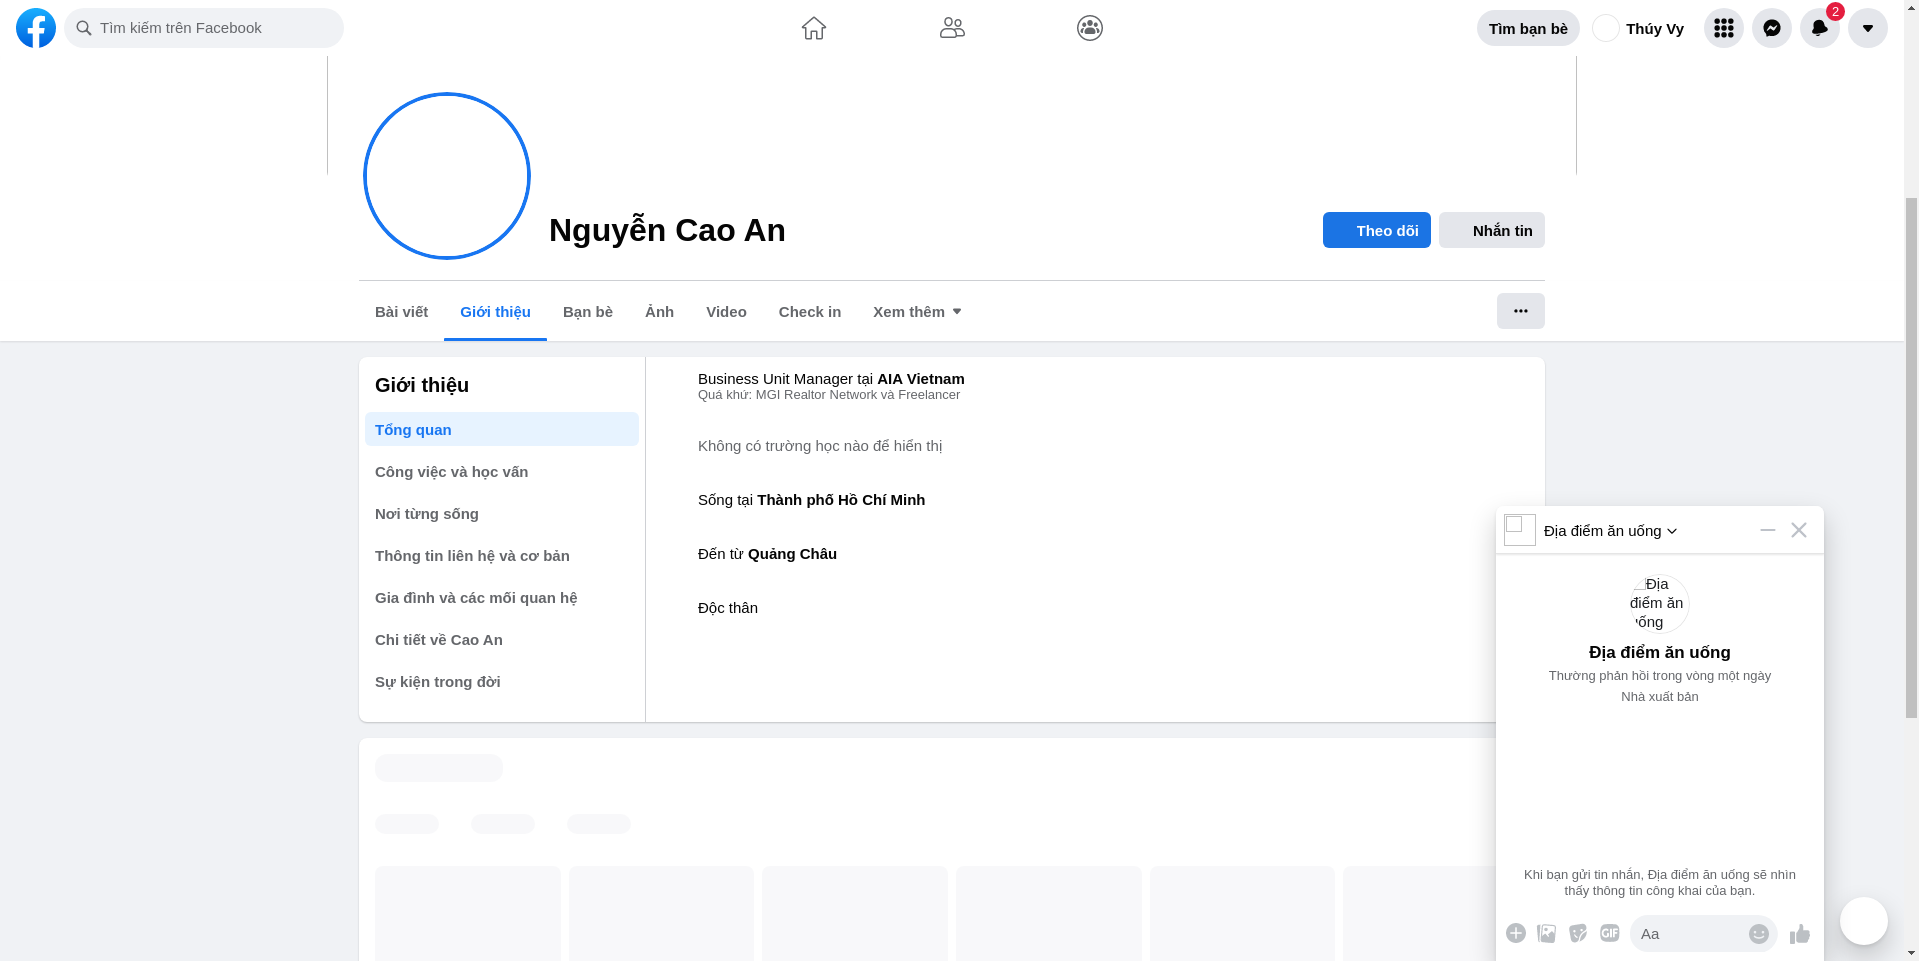 Tìm kiếm trên Facebook
Tìm bạn bè
Thúy Vy
2
Nguyễn Cao An
Theo dõi
Nhắn tin
Bài viết
Giới thiệu
Bạn bè
Ảnh
Video
Check in
Xem thêm
Giới thiệu
Tổng quan
Công việc và học vấn
Nơi từng sống
Thông tin liên hệ và cơ bản
Gia đình và các mối quan hệ
Chi tiết về Cao An
Sự kiện trong đời
Business Unit Manager tại AIA Vietnam
Quá khứ: MGI Realtor Network và Freelancer
Không có trường học nào để hiển thị
Sống tại Thành phố Hồ Chí Minh
Đến từ Quảng Châu
Độc thân
Địa điểm ăn uống
Địa
điểm ăn
uống
Địa điểm ăn uống
Thường phản hồi trong vòng một ngày
Nhà xuất bản
Khi bạn gửi tin nhắn, Địa điểm ăn uống sẽ nhìn
thấy thông tin công khai của bạn.
GIF
Aa